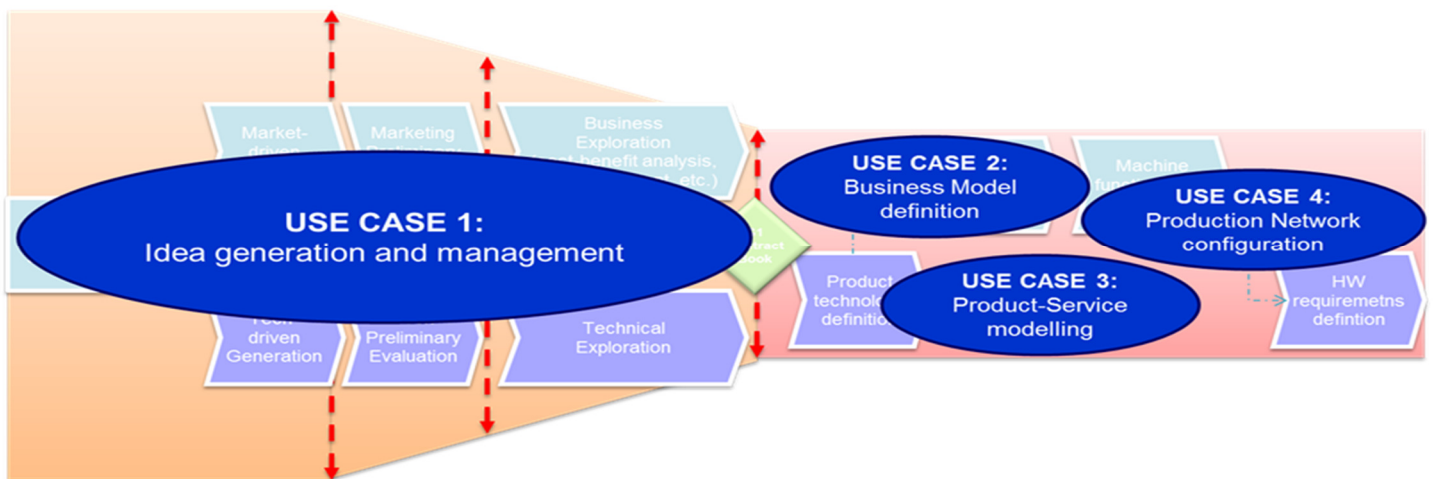 Market-
driven
Marketing
Business
Exploration
analysis,
etc.)
USE CASE 1:
Idea generation and management
driven
Generation
Preliminary
Evaluation
Technical
Exploration
USE CASE 2:
Business Model
definition
Machine
USE CASE 4:
Production Network
configuration
Product
definition
USE CASE 3:
Product-Service
modelling
HW
requiremetns
defintion